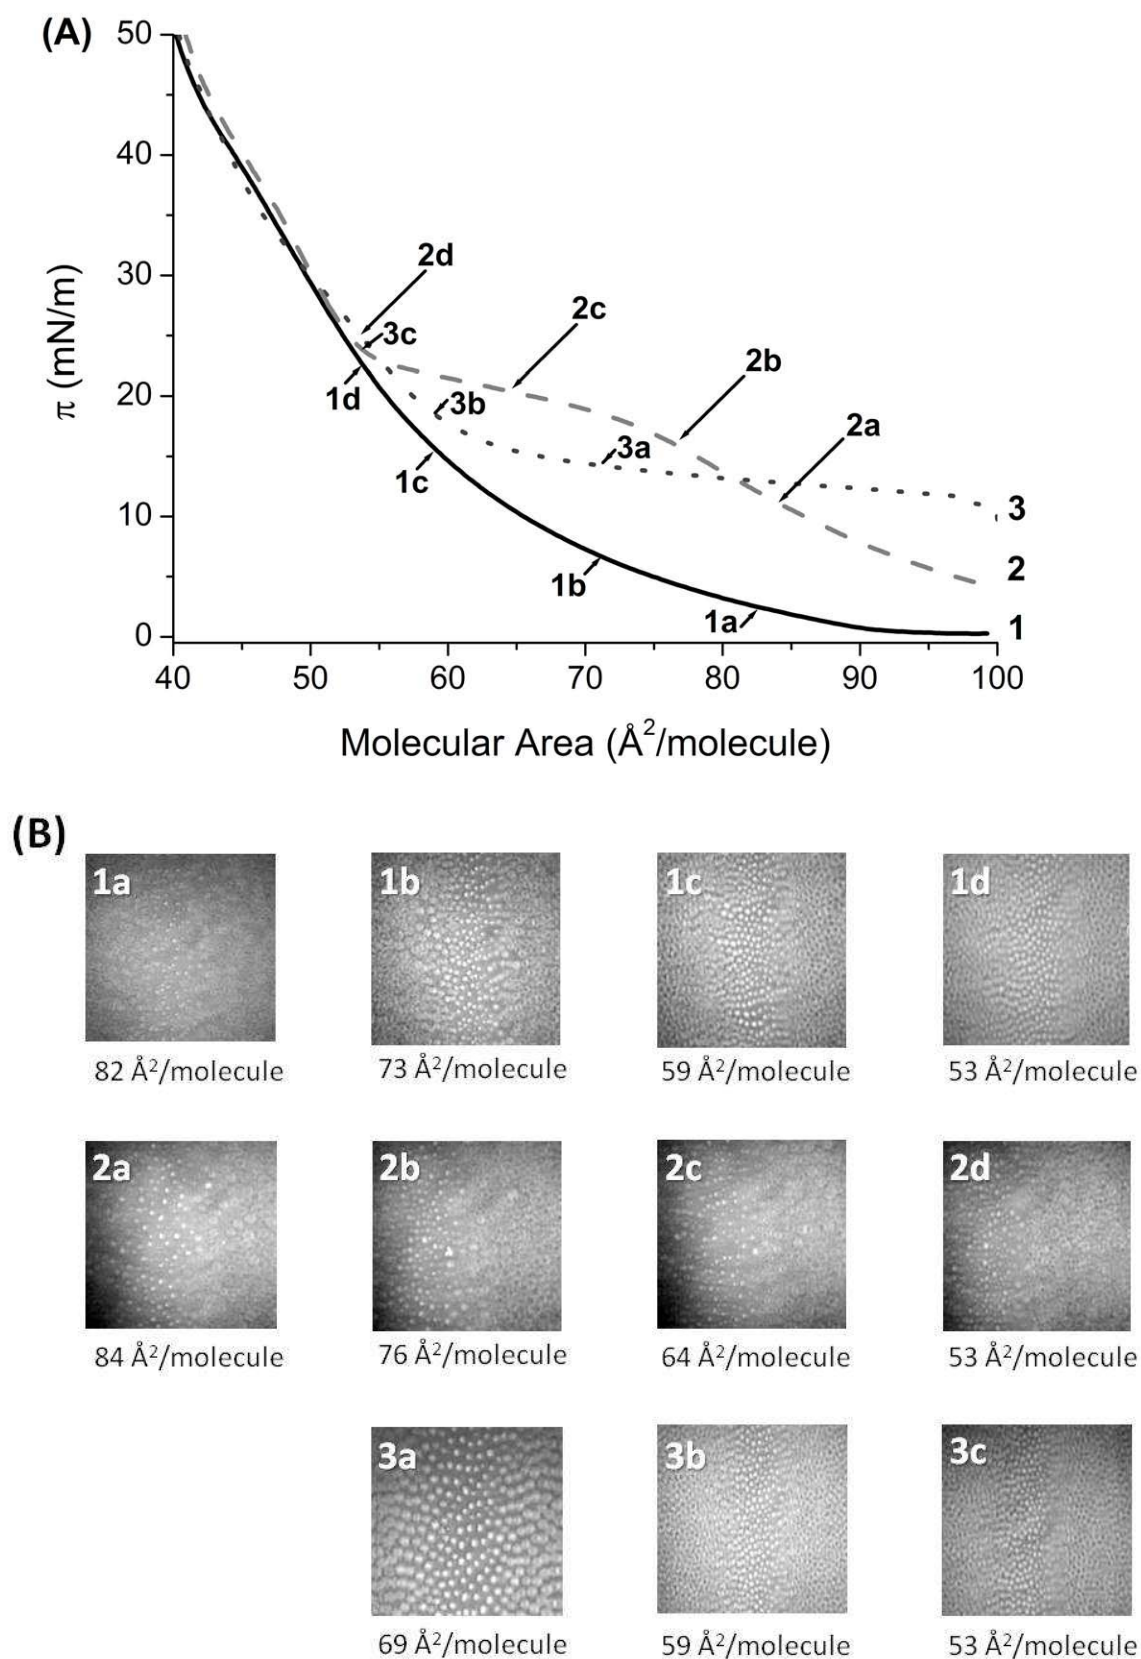 (A)
50
40
30
20
10
0
π (mN/m)
2d
2c
3c
2b
1d
3b
2a
3a
1c
3
1b
2
1a
1
40 50 60 70 80 90 100
Molecular Area (Å²/molecule)
(B)
1a 1b 1c 1d
82 Å²/molecule 73 Å²/molecule 59 Å²/molecule 53 Å²/molecule
2a 2b 2c 2d
84 Å²/molecule 76 Å²/molecule 64 Å²/molecule 53 Å²/molecule
3a 3b 3c
69 Å²/molecule 59 Å²/molecule 53 Å²/molecule